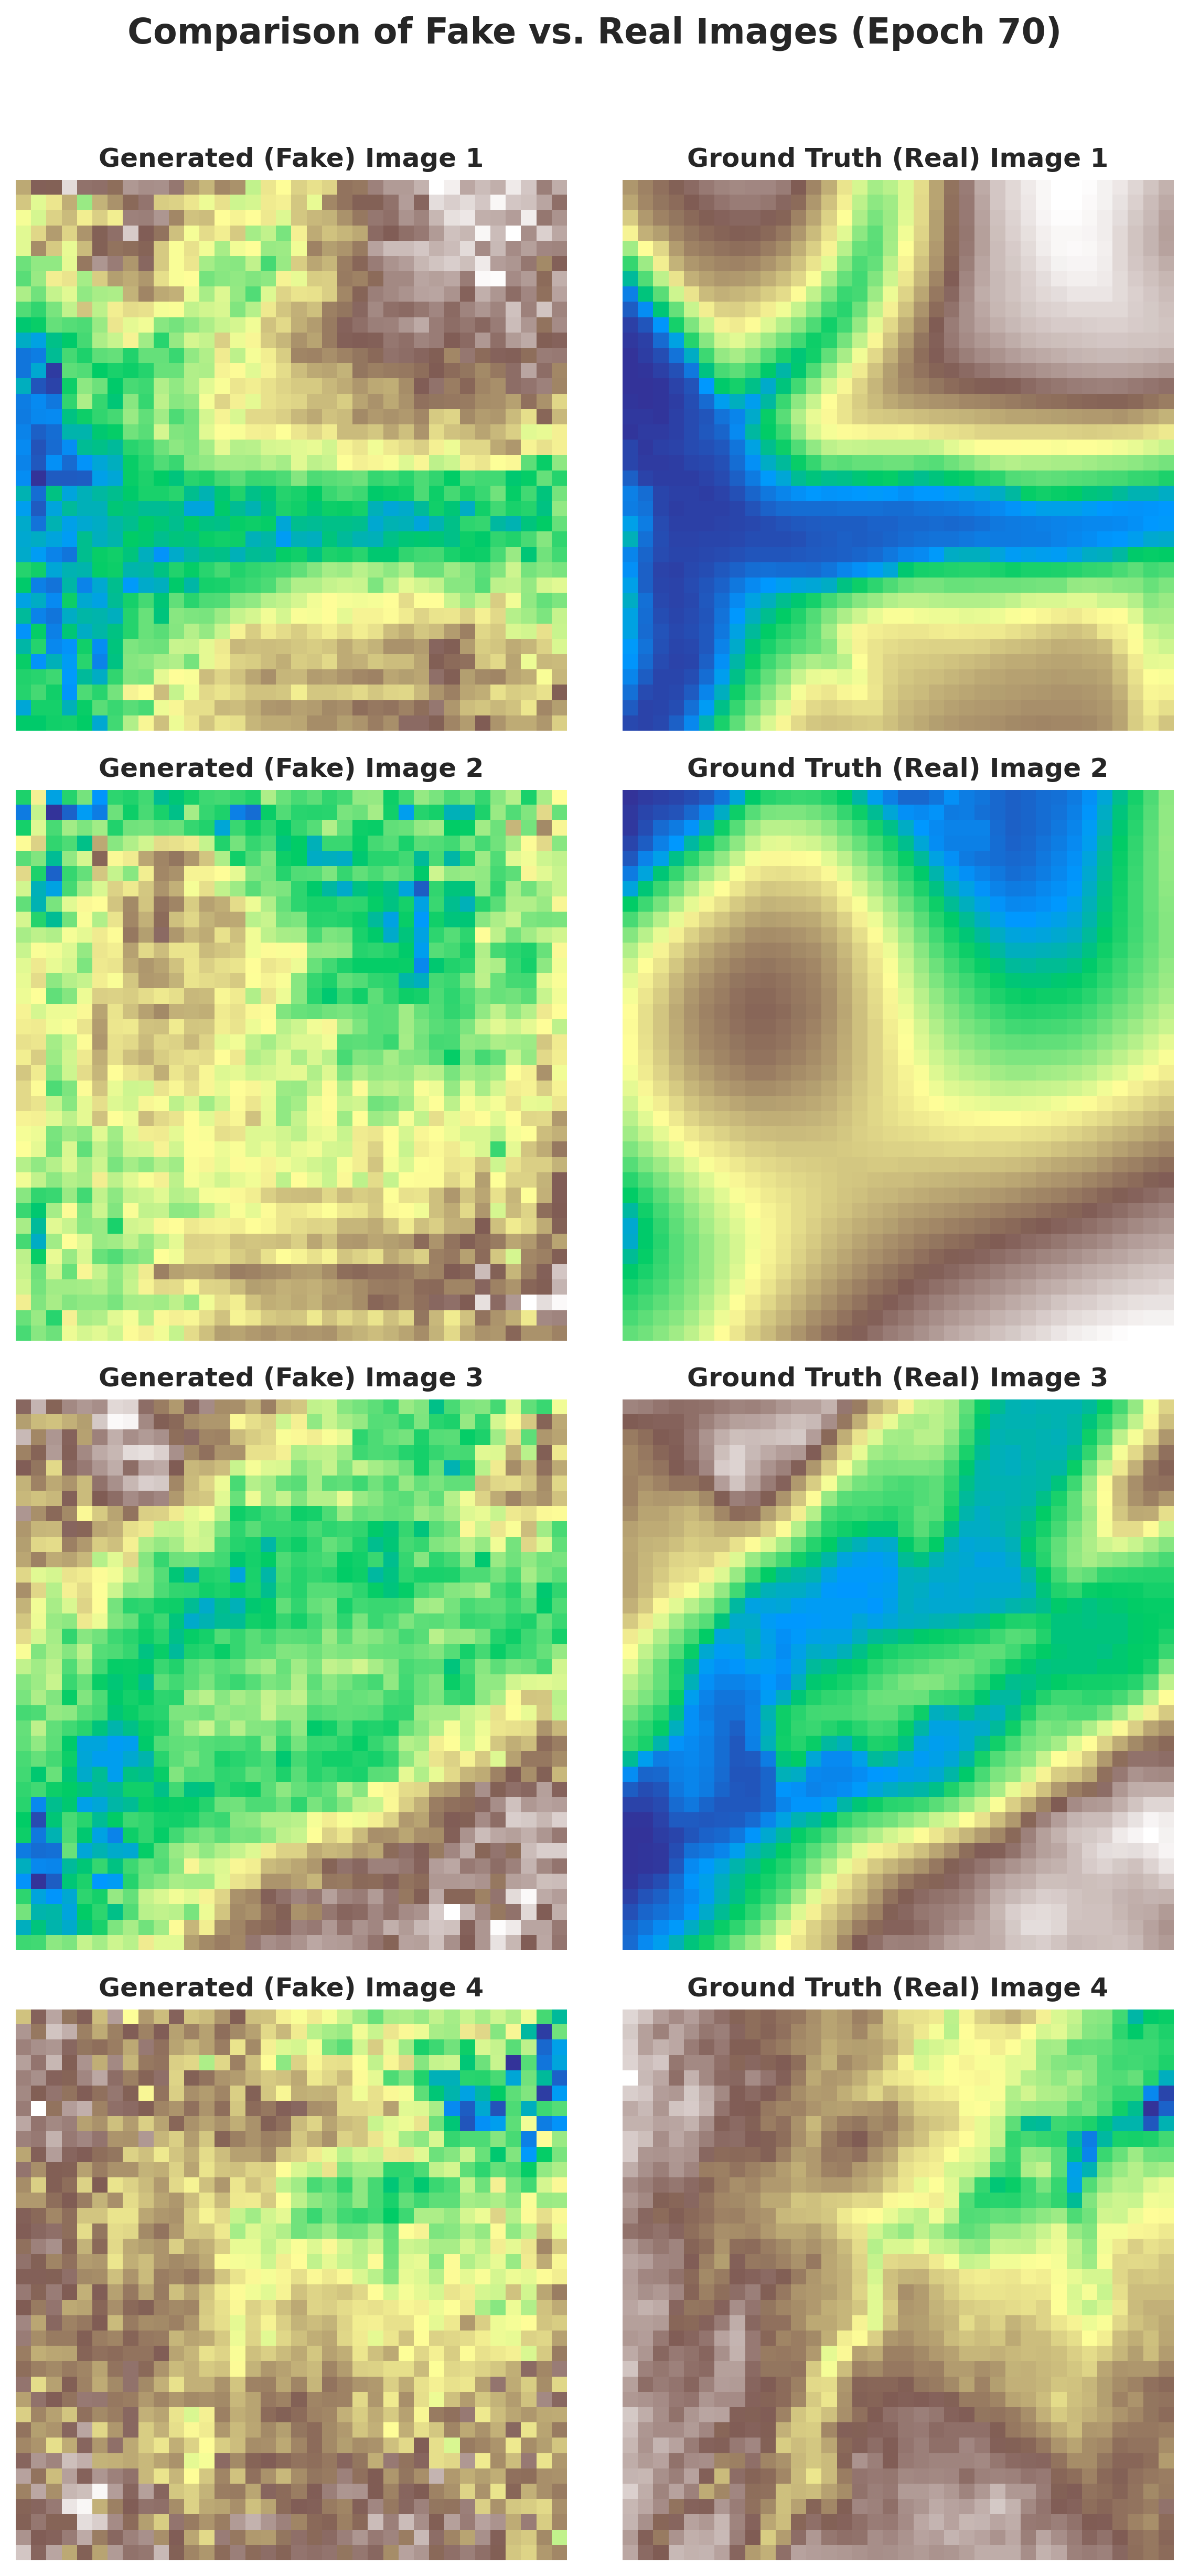 Comparison of Fake vs. Real Images (Epoch 70)
Generated (Fake) Image 1
Ground Truth (Real) Image 1
Generated (Fake) Image 2
Ground Truth (Real) Image 2
Generated (Fake) Image 3
Ground Truth (Real) Image 3
Generated (Fake) Image 4
Ground Truth (Real) Image 4